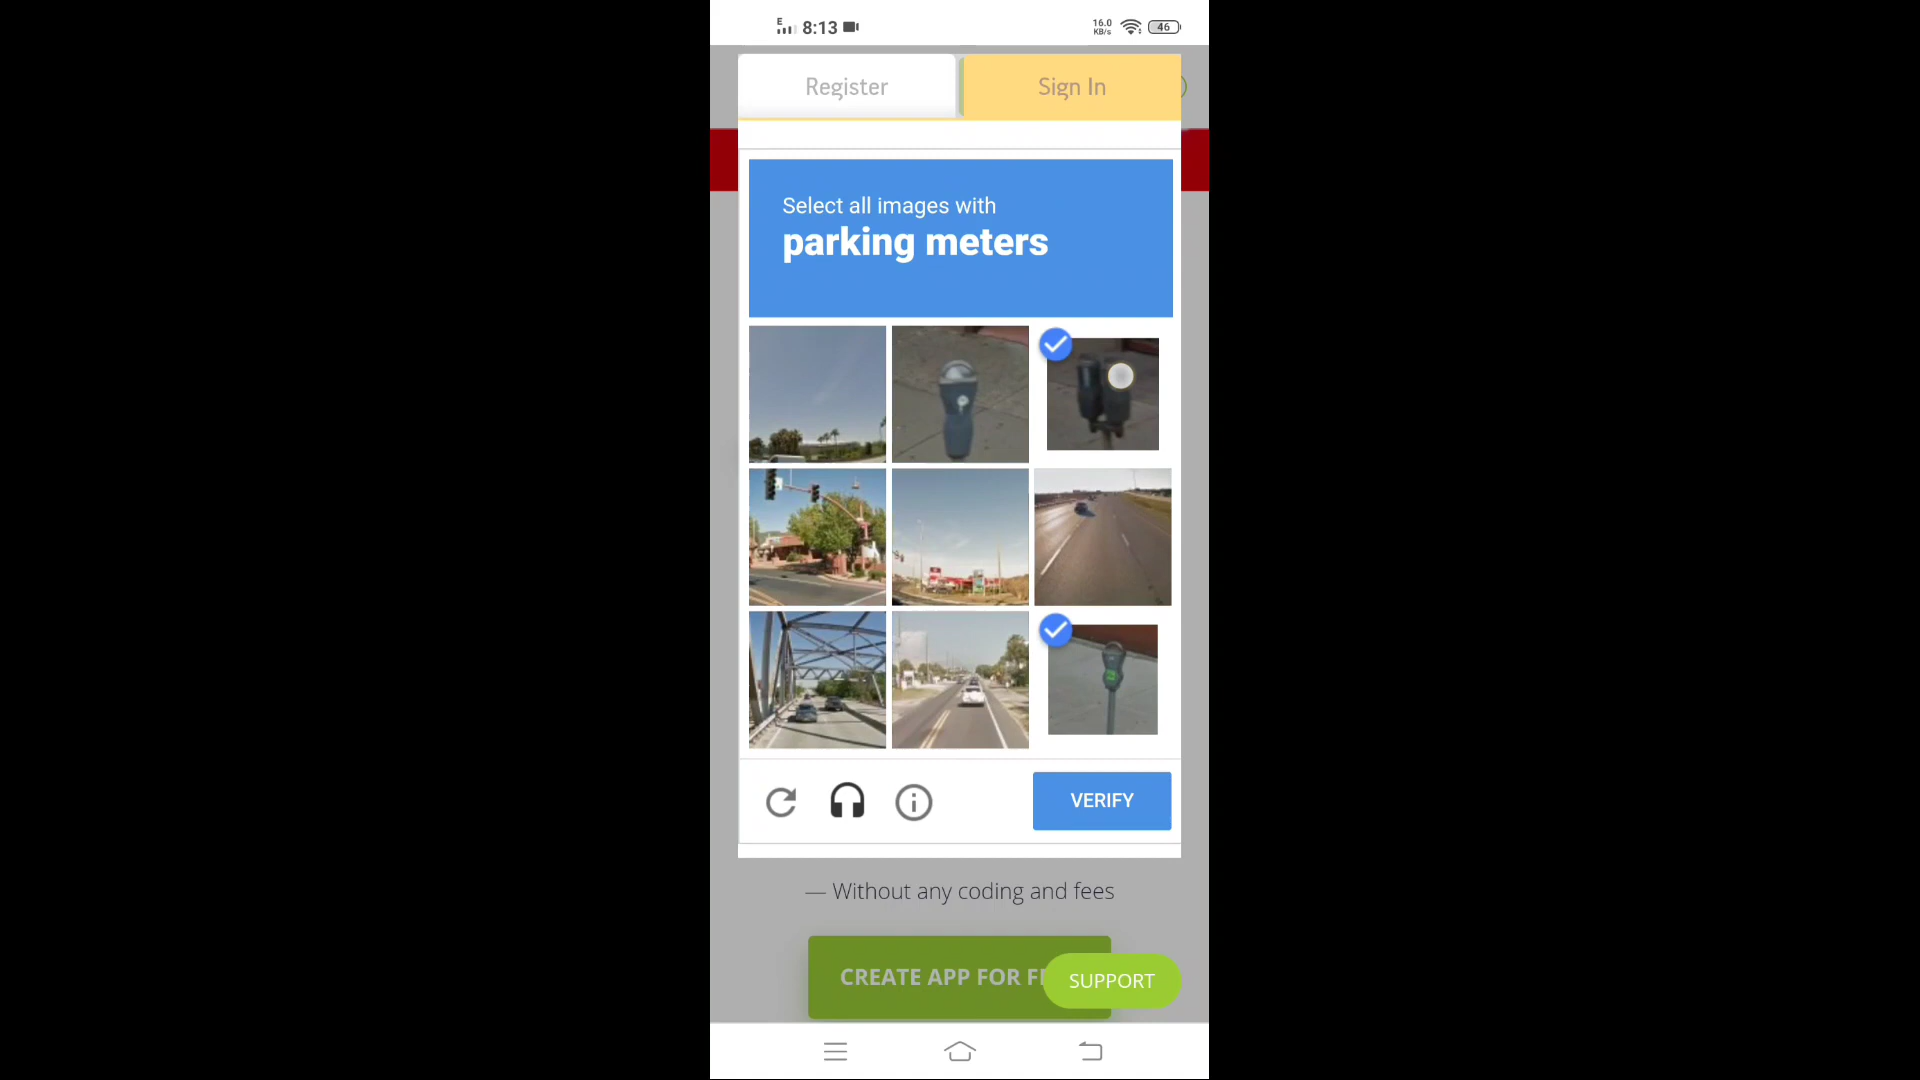 E
8:13
16.0
KB/s
46
Register
Sign In
Select all images with
parking meters
VERIFY
— Without any coding and fees
CREATE APP FOR
SUPPORT